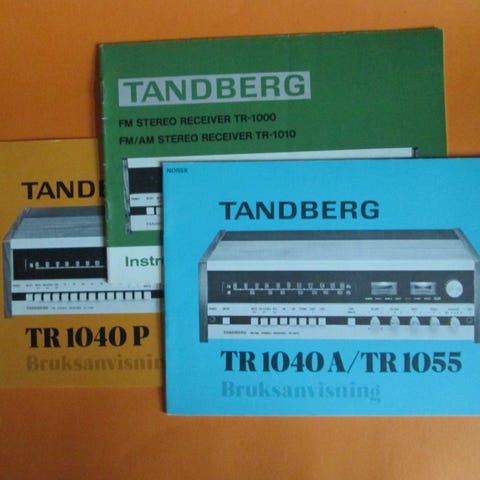 TANDBERG
FM STEREO RECEIVER TR-1000
FM/AM STEREO RECEIVER TR-1010
Instr
TANDB
TR 1040 P
Bruksanvisning
NORSK
TANDBERG
TANDBERG
TR 1040 A/TR 1055
Bruksanvisning